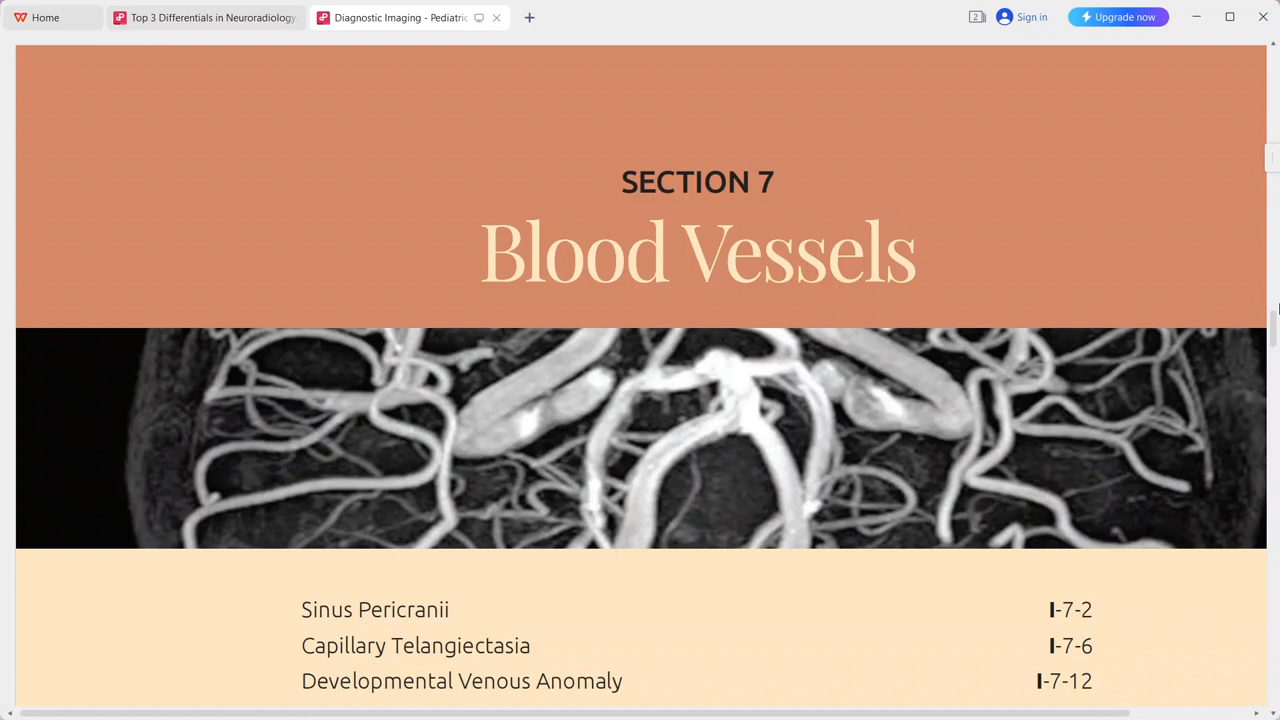 Home
Top 3 Differentials in Neuroradiology
Diagnostic Imaging - Pediatric
2
Sign in
Upgrade now
SECTION 7
Blood Vessels
Sinus Pericranii I-7-2
Capillary Telangiectasia I-7-6
Developmental Venous Anomaly I-7-12